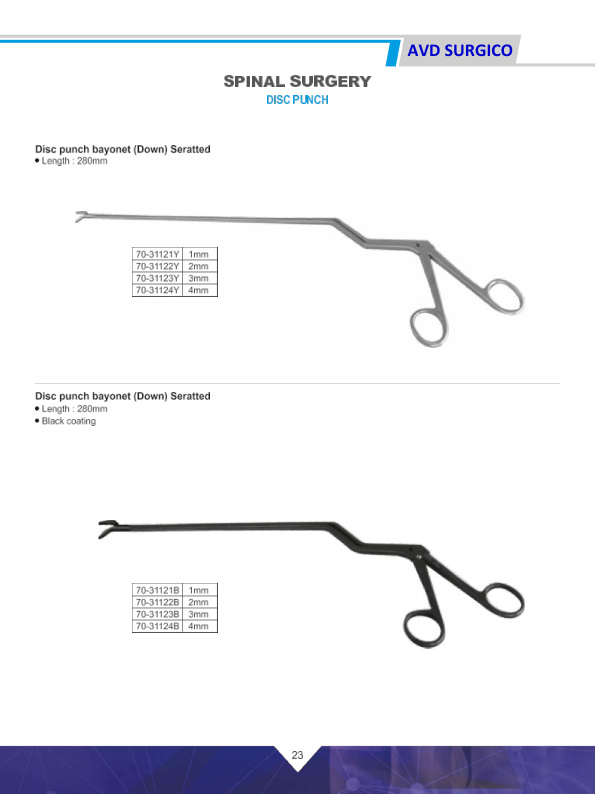 AVD SURGICO
SPINAL SURGERY
DISC PUNCH
Disc punch bayonet (Down) Seratted
• Length : 280mm
70-31121Y 1mm
70-31122Y 2mm
70-31123Y 3mm
70-31124Y 4mm
Disc punch bayonet (Down) Seratted
• Length : 280mm
• Black coating
70-31121B 1mm
70-31122B 2mm
70-31123B 3mm
70-31124B 4mm
23